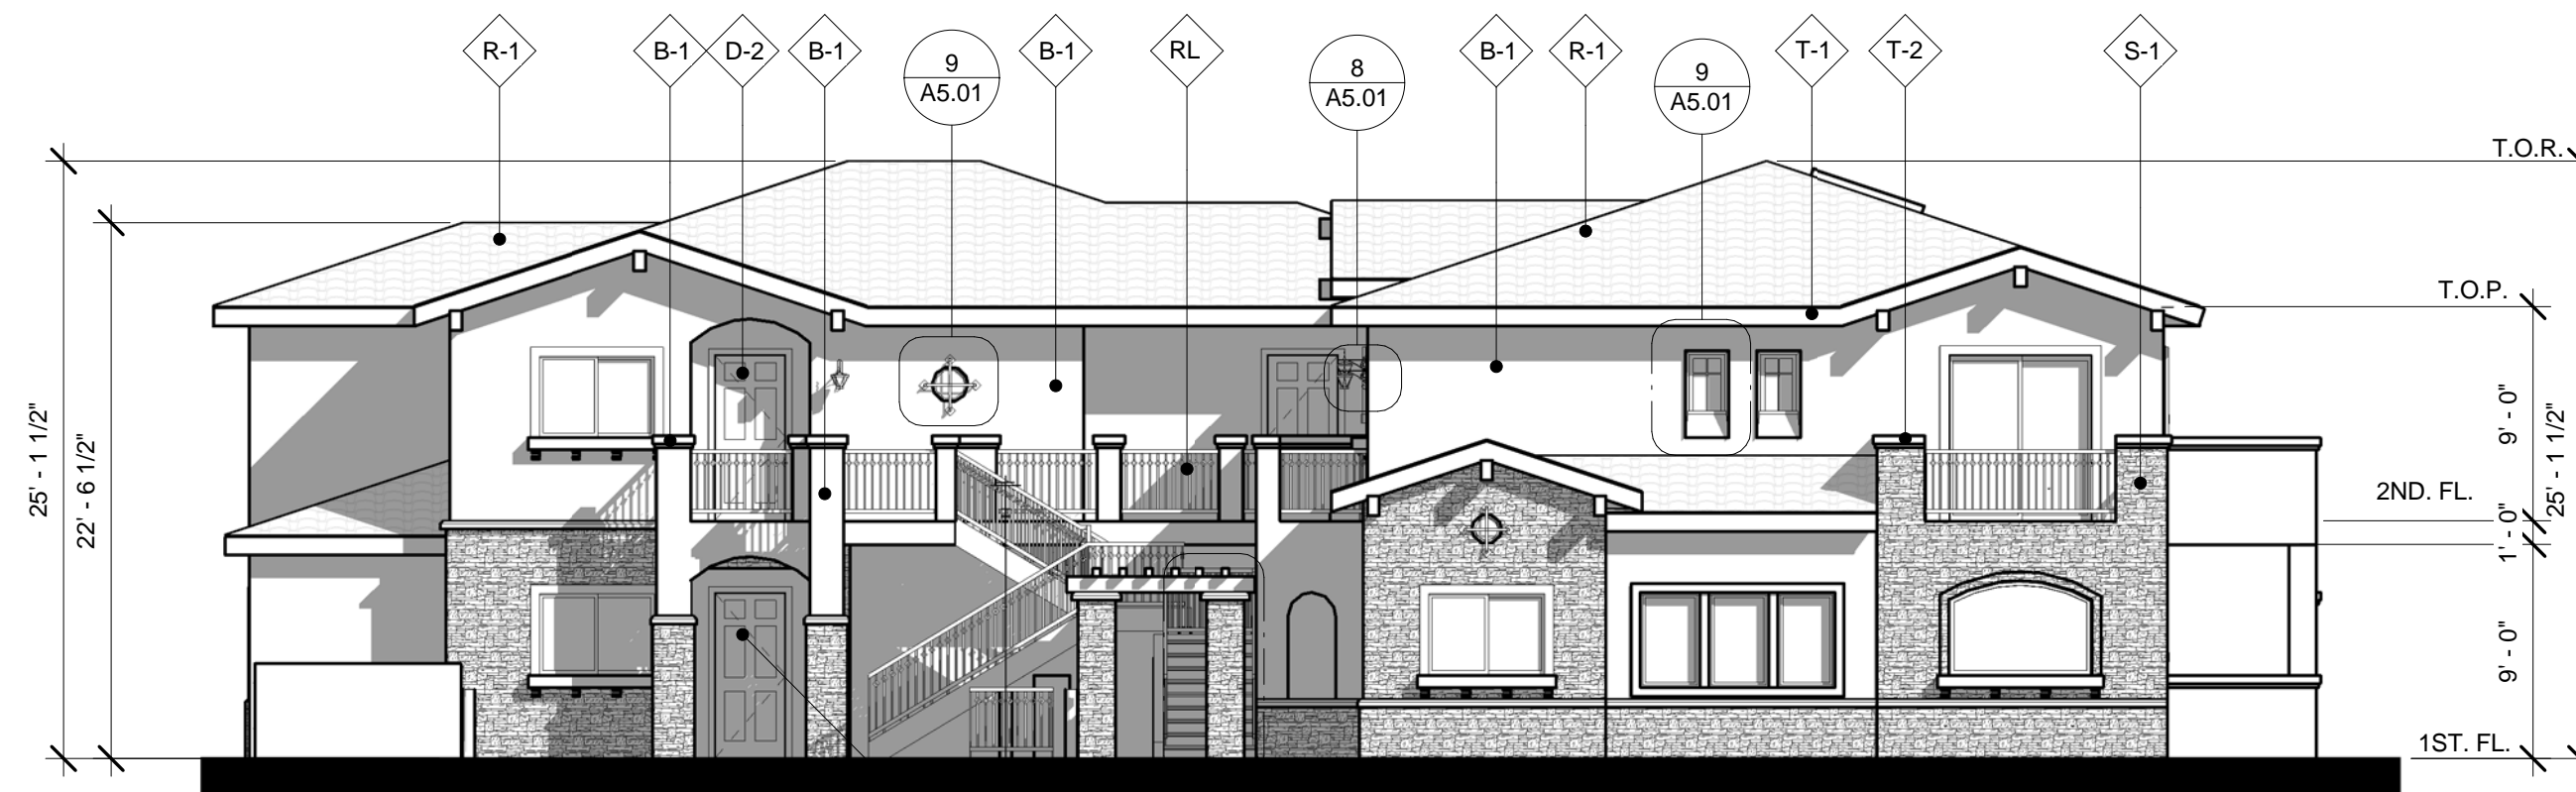 R-1
B-1
D-2
B-1
9
A5.01
B-1
RL
8
A5.01
B-1
R-1
9
A5.01
T-1
T-2
S-1
T.O.R.
T.O.P.
2ND. FL.
1ST. FL.
25' - 1 1/2"
22' - 6 1/2"
9' - 0"
1' - 0"
9' - 0"
25' - 1 1/2"